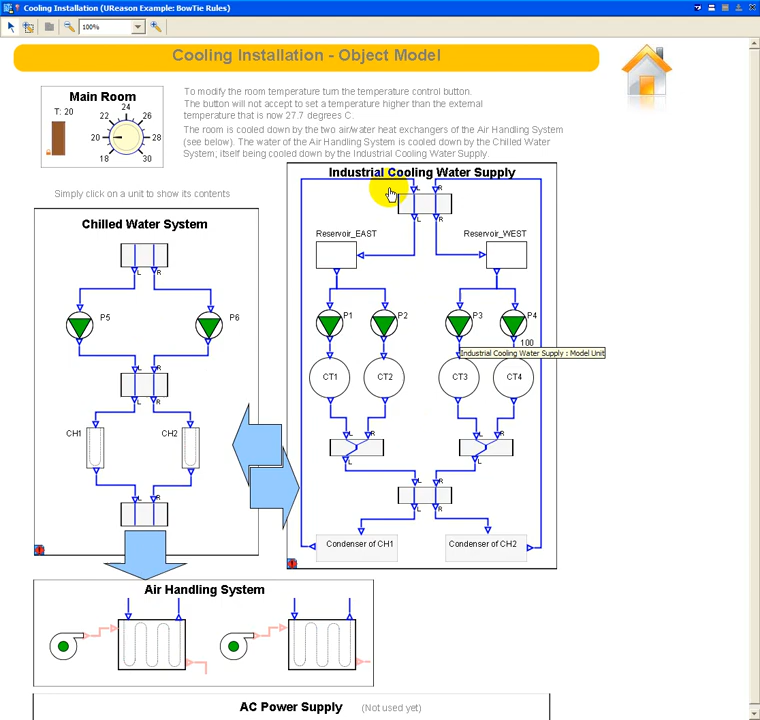 Cooling Installation (UReason Example: BowTie Rules)
100%
Cooling Installation - Object Model
Main Room
T: 20
18
20
22
24
26
28
30
To modify the room temperature turn the temperature control button.
The button will not accept to set a temperature higher than the external
temperature that is now 27.7 degrees C.
The room is cooled down by the two air/water heat exchangers of the Air Handling System
(see below). The water of the Air Handling System is cooled down by the Chilled Water
System; itself being cooled down by the Industrial Cooling Water Supply.
Simply click on a unit to show its contents
Chilled Water System
L R
P5 P6
L R
L R
CH1 CH2
L R
L R
Industrial Cooling Water Supply
L R
L R
Reservoir_EAST Reservoir_WEST
P1 P2 P3 P4
100
Industrial Cooling Water Supply : Model Unit
CT1 CT2 CT3 CT4
L R L R
L L
L R
L R
Condenser of CH1 Condenser of CH2
Air Handling System
AC Power Supply (Not used yet)